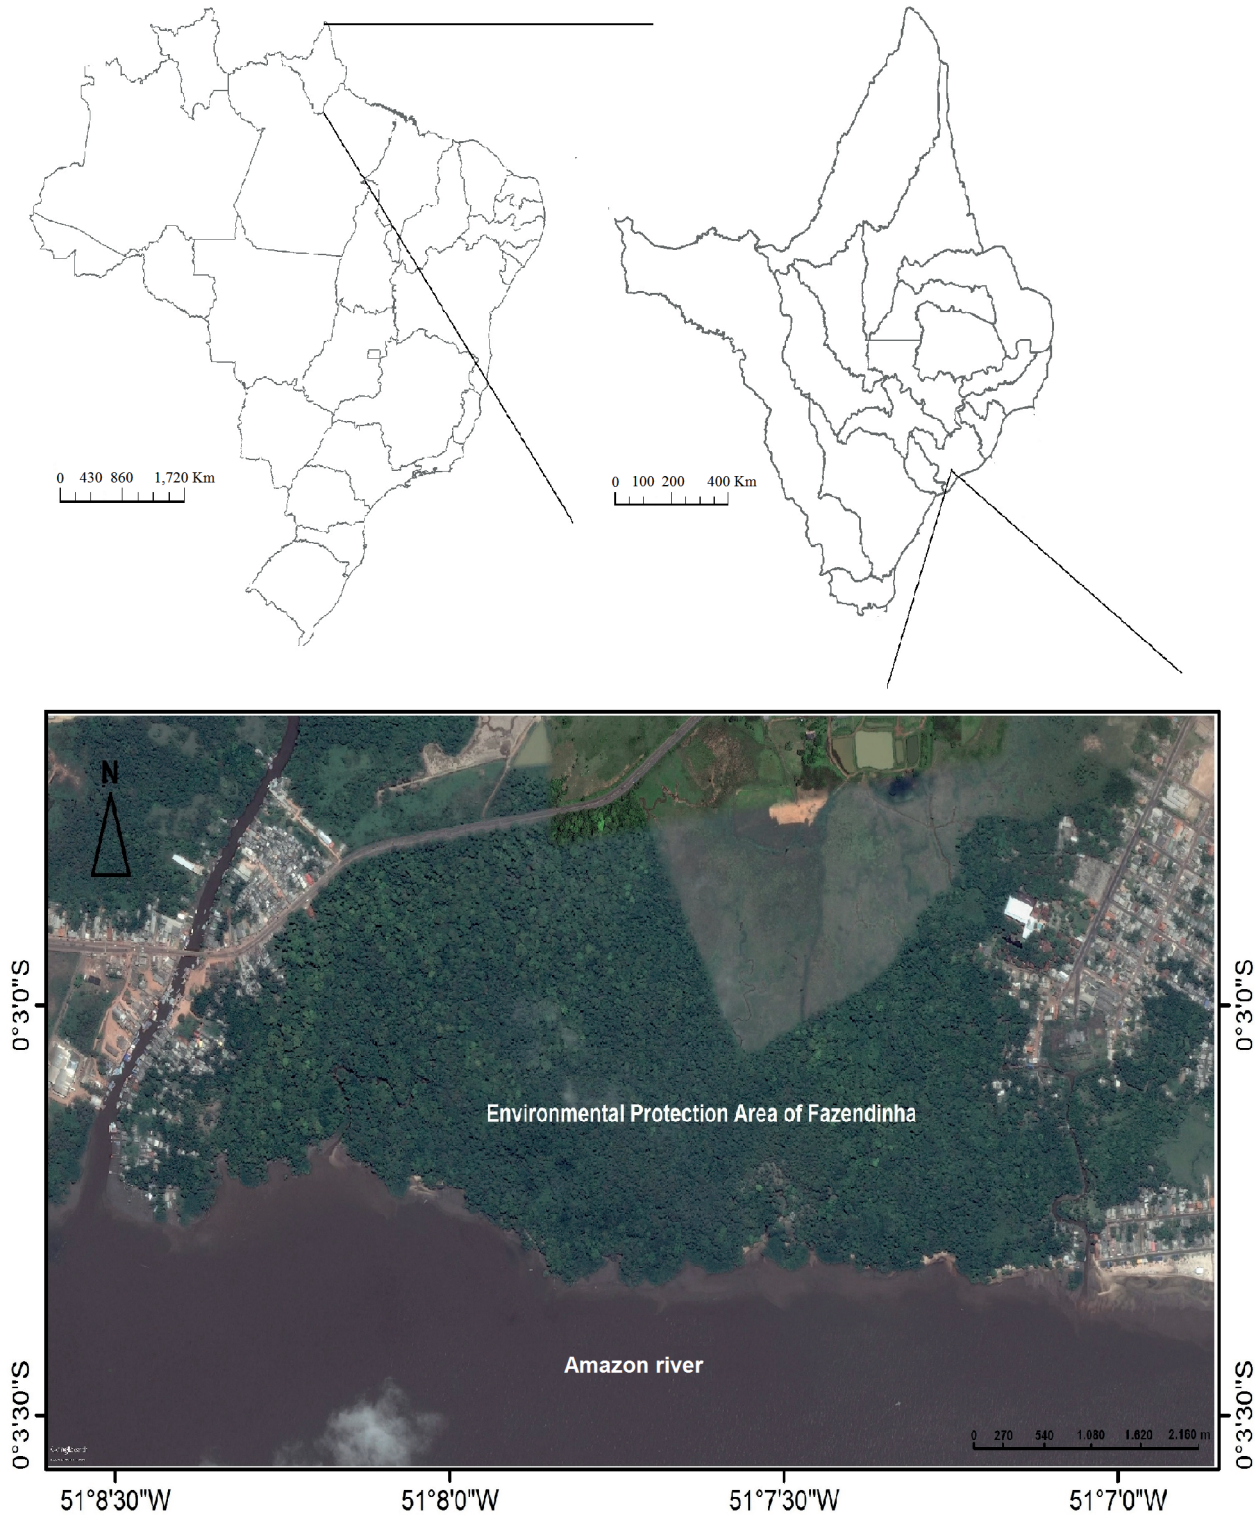 0 430 860 1,720 Km
0 100 200 400 Km
N
Environmental Protection Area of Fazendinha
Amazon river
0 270 540 1.080 1.620 2.160 m
0°3'0"S
0°3'0"S
0°3'30"S
0°3'30"S
51°8'30"W 51°8'0"W 51°7'30"W 51°7'0"W